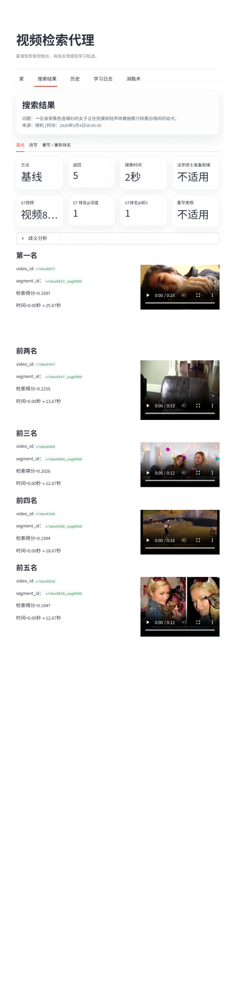 视频检索代理
紧凑型检索控制台，具有反馈感知学习轨迹。
家 搜索结果 历史 学习日志 消融术
搜索结果
问题：一位身穿黑色连帽衫的女子正在抚摸和轻声哄着她那只棕黑白相间的幼犬。
来源：随机 | 时间：2026年5月4日00:05:30
基线 改写 重写 + 重新排名
方法 返回 搜索时间 法学硕士准备就绪
基线 5 2秒 不适用
GT视频 GT 排名@深度 GT排名@前5 重写使用
视频8... 1 1 不适用
歧义分析
第一名
video_id: video8837
segment_id： video8837_seg0000
检索得分=0.3397
时间=0.00秒 → 25.67秒
0:00 / 0:25
前两名
video_id: video9347
segment_id： video9347_seg0000
检索得分=0.2255
时间=0.00秒 → 13.67秒
0:00 / 0:13
前三名
video_id: video9969
segment_id： video9969_seg0000
检索得分=0.2026
时间=0.00秒 → 12.67秒
0:00 / 0:12
前四名
video_id: video9200
segment_id： video9200_seg0000
检索得分=0.1994
时间=0.00秒 → 18.67秒
0:00 / 0:18
前五名
video_id: video9828
segment_id： video9828_seg0000
检索得分=0.1947
时间=0.00秒 → 12.67秒
0:00 / 0:12
Paris Hilton and Pet Kinkajou